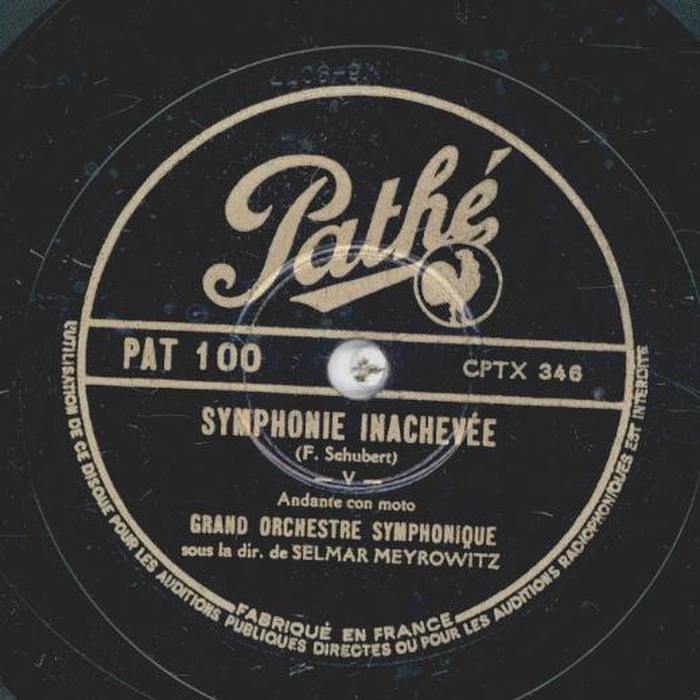 Pathé
PAT 100
CPTX 346
SYMPHONIE INACHEVÉE
(F. Schubert)
— V —
Andante con moto
GRAND ORCHESTRE SYMPHONIQUE
sous la dir. de SELMAR MEYROWITZ
FABRIQUÉ EN FRANCE
L'UTILISATION DE CE DISQUE POUR LES AUDITIONS PUBLIQUES DIRECTES OU POUR LES AUDITIONS RADIOPHONIQUES EST INTERDITE